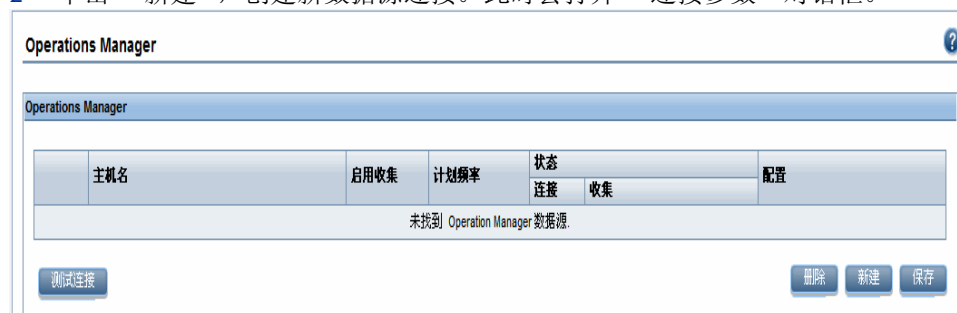 Operations Manager
?
Operations Manager
主机名 启用收集 计划频率 状态 配置
连接 收集
未找到 Operation Manager 数据源.
测试连接 删除 新建 保存